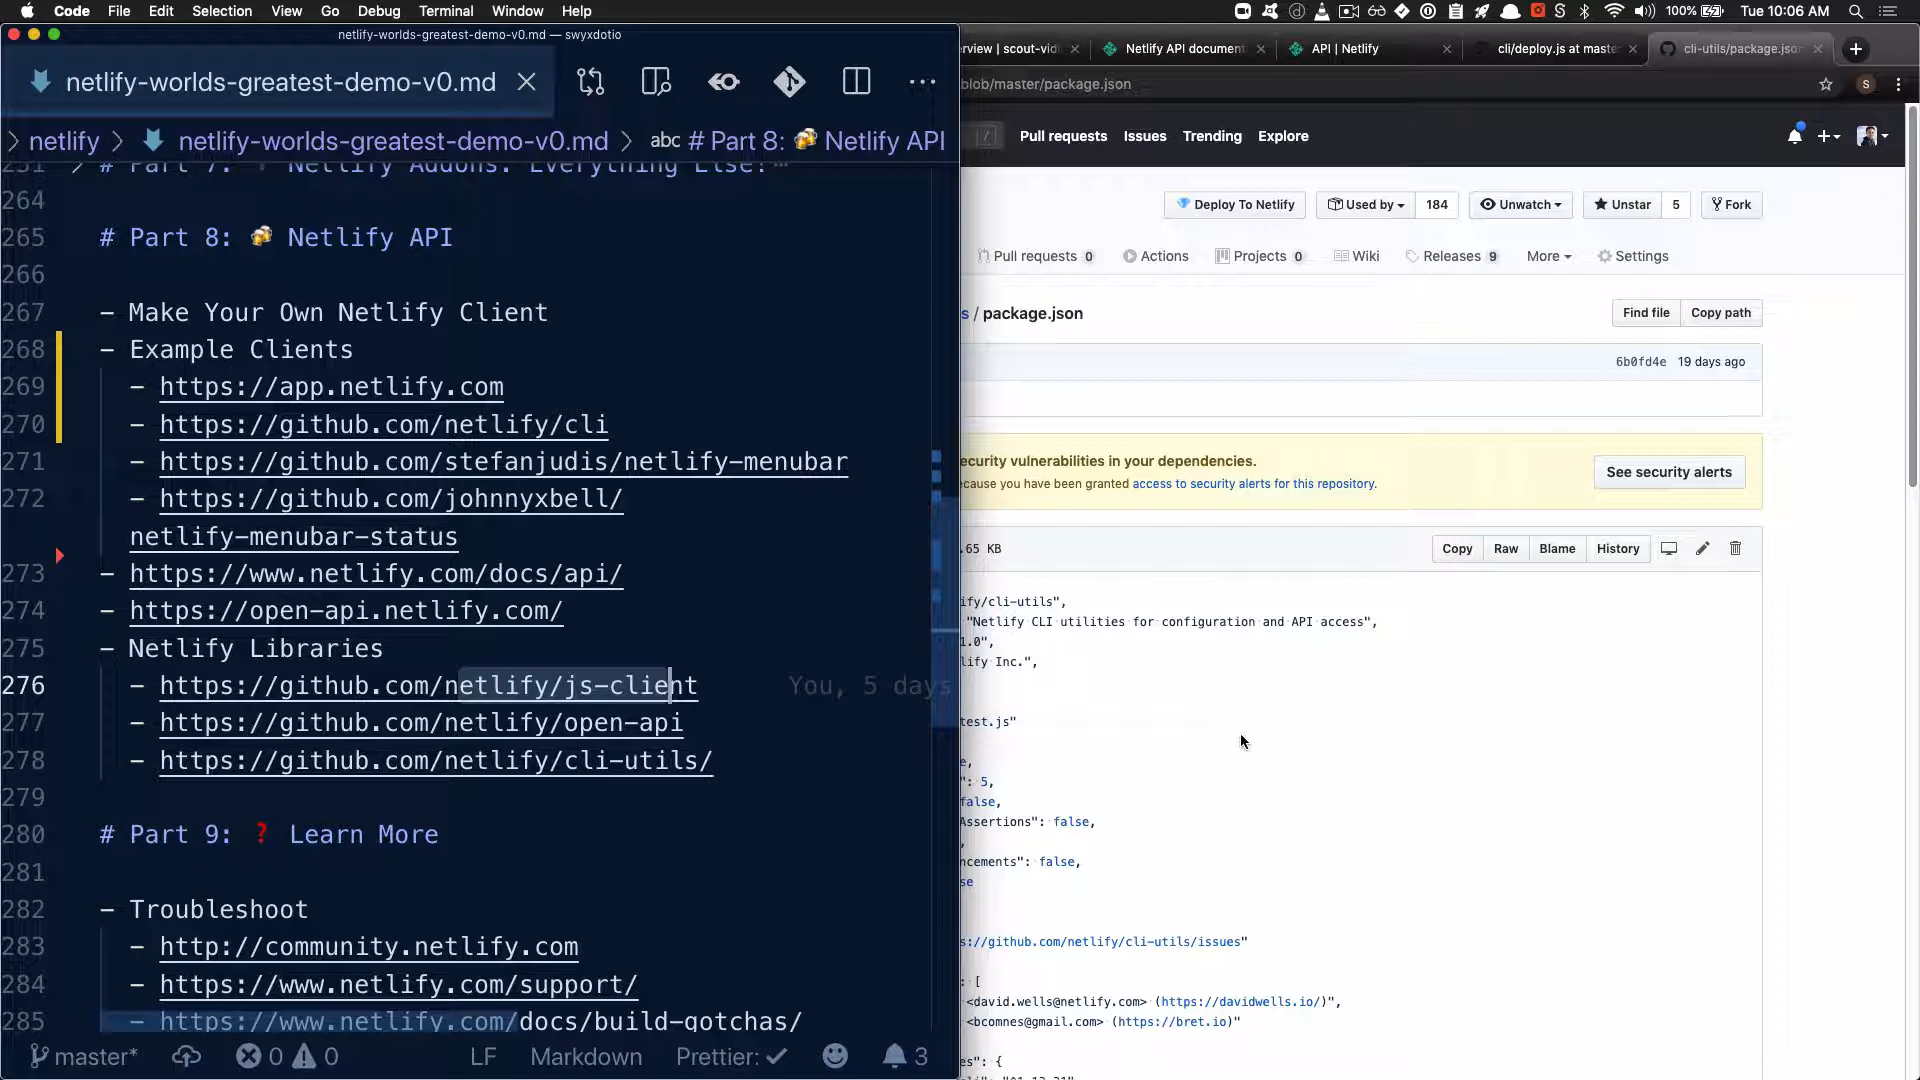 Code File Edit Selection View Go Debug Terminal Window Help
100% Tue 10:06 AM
netlify-worlds-greatest-demo-v0.md — swyxdotio
netlify-worlds-greatest-demo-v0.md
netlify > netlify-worlds-greatest-demo-v0.md > abc # Part 8: 🍻 Netlify API
251 # Part 7: Netlify Addons: Everything Else!
264
265 # Part 8: 🍻 Netlify API
266
267 - Make Your Own Netlify Client
268 - Example Clients
269 - https://app.netlify.com
270 - https://github.com/netlify/cli
271 - https://github.com/stefanjudis/netlify-menubar
272 - https://github.com/johnnyxbell/
netlify-menubar-status
273 - https://www.netlify.com/docs/api/
274 - https://open-api.netlify.com/
275 - Netlify Libraries
276 - https://github.com/netlify/js-client You, 5 days
277 - https://github.com/netlify/open-api
278 - https://github.com/netlify/cli-utils/
279
280 # Part 9: ❓ Learn More
281
282 - Troubleshoot
283 - http://community.netlify.com
284 - https://www.netlify.com/support/
285 - https://www.netlify.com/docs/build-gotchas/
master* 0 0 LF Markdown Prettier: ✓ 3
erview | scout-vid Netlify API document API | Netlify cli/deploy.js at maste cli-utils/package.json
blob/master/package.json S
/ Pull requests Issues Trending Explore
Deploy To Netlify Used by 184 Unwatch Unstar 5 Fork
Pull requests 0 Actions Projects 0 Wiki Releases 9 More Settings
s / package.json Find file Copy path
6b0fd4e 19 days ago
ecurity vulnerabilities in your dependencies.
ecause you have been granted access to security alerts for this repository.
See security alerts
.65 KB Copy Raw Blame History
ify/cli-utils",
"Netlify CLI utilities for configuration and API access",
1.0",
lify Inc.",
test.js"
e,
": 5,
false,
Assertions": false,
,
ncements": false,
se
s://github.com/netlify/cli-utils/issues"
: [
<david.wells@netlify.com> (https://davidwells.io/)",
<bcomnes@gmail.com> (https://bret.io)"
es": {